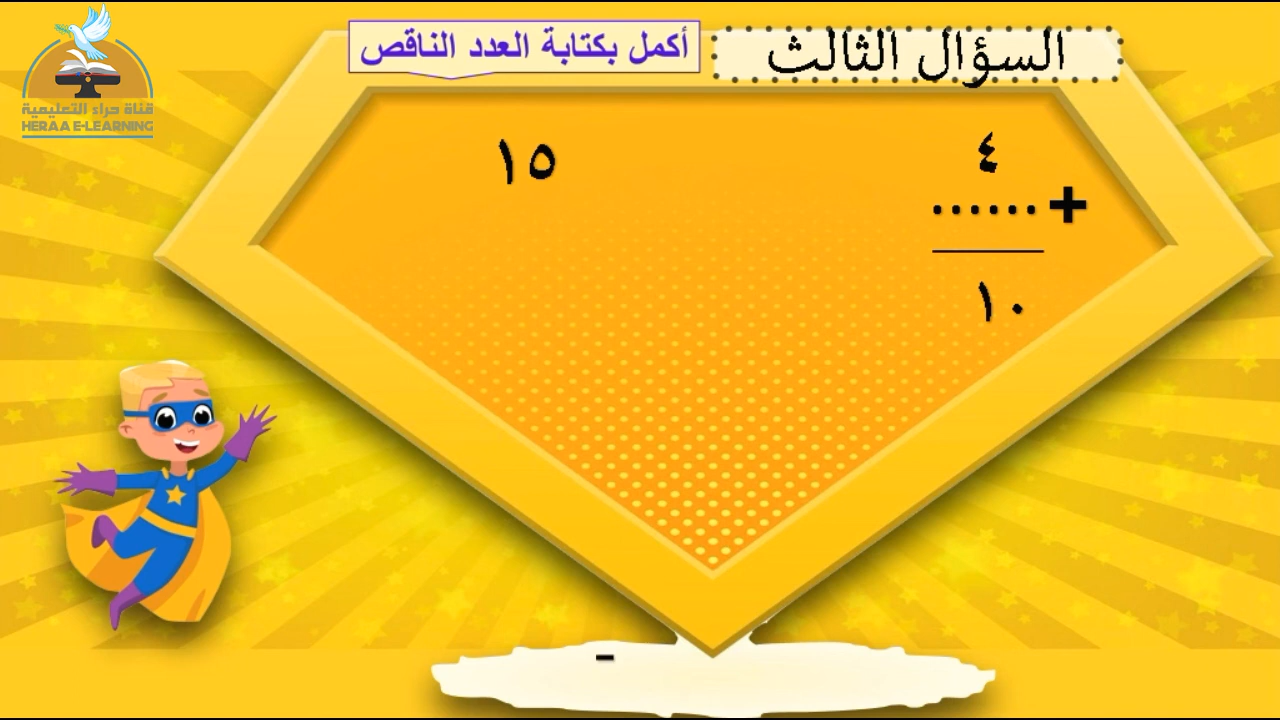 السؤال الثالث
أكمل بكتابة العدد الناقص
٤
+ ......
١٠
١٥
-
قناة حراء التعليمية
HERAA E-LEARNING